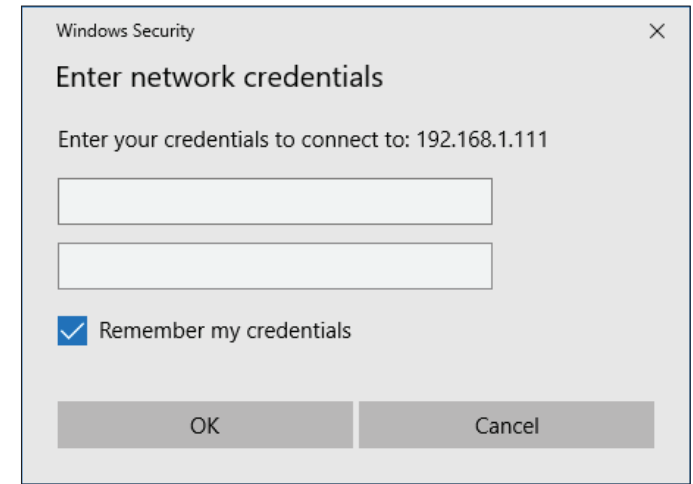 Windows Security
Enter network credentials
Enter your credentials to connect to: 192.168.1.111
Remember my credentials
OK
Cancel